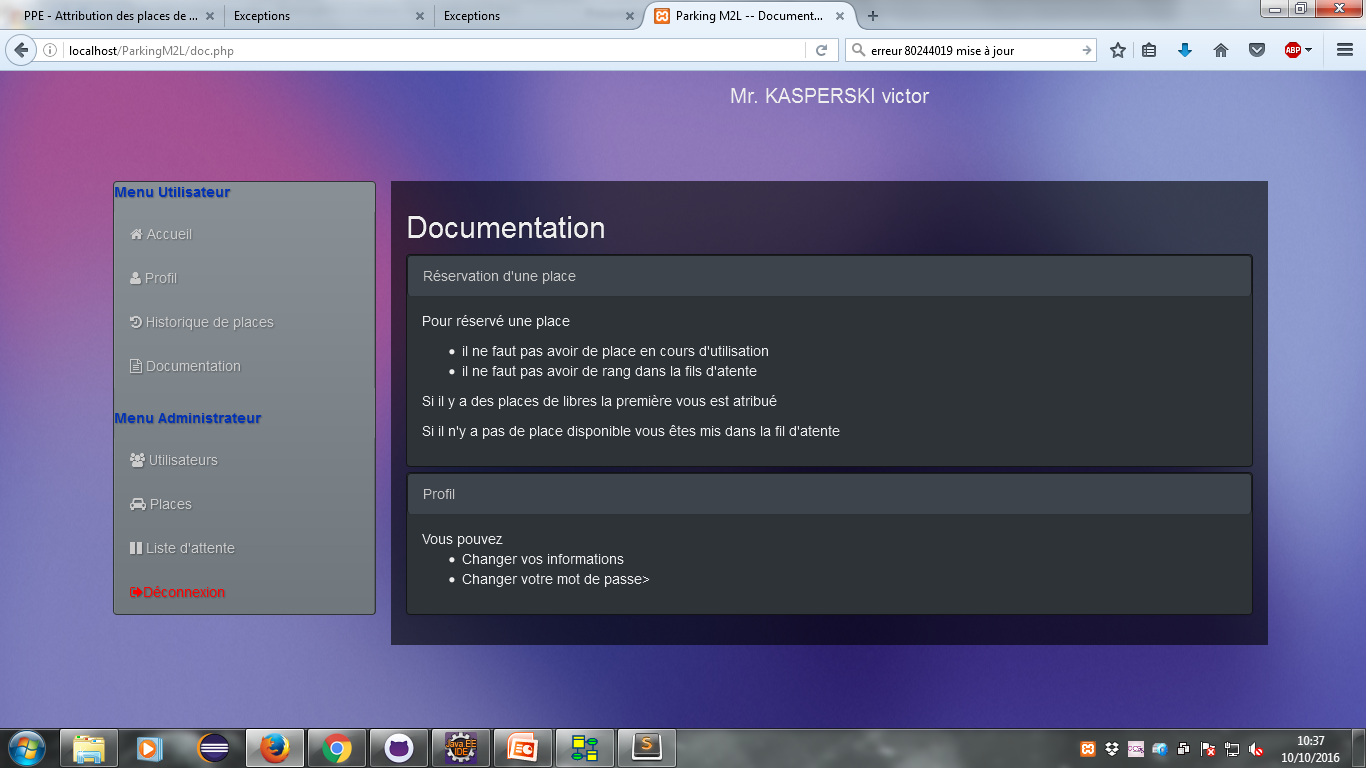 PPE - Attribution des places de ...
Exceptions
Exceptions
Parking M2L -- Document...
localhost/ParkingM2L/doc.php
erreur 80244019 mise à jour
ABP
Mr. KASPERSKI victor
Menu Utilisateur
Accueil
Profil
Historique de places
Documentation
Menu Administrateur
Utilisateurs
Places
Liste d'attente
Déconnexion
Documentation
Réservation d'une place
Pour réservé une place
il ne faut pas avoir de place en cours d'utilisation
il ne faut pas avoir de rang dans la fils d'atente
Si il y a des places de libres la première vous est atribué
Si il n'y a pas de place disponible vous êtes mis dans la fil d'atente
Profil
Vous pouvez
Changer vos informations
Changer votre mot de passe>
Java EE
IDE
10:37
10/10/2016